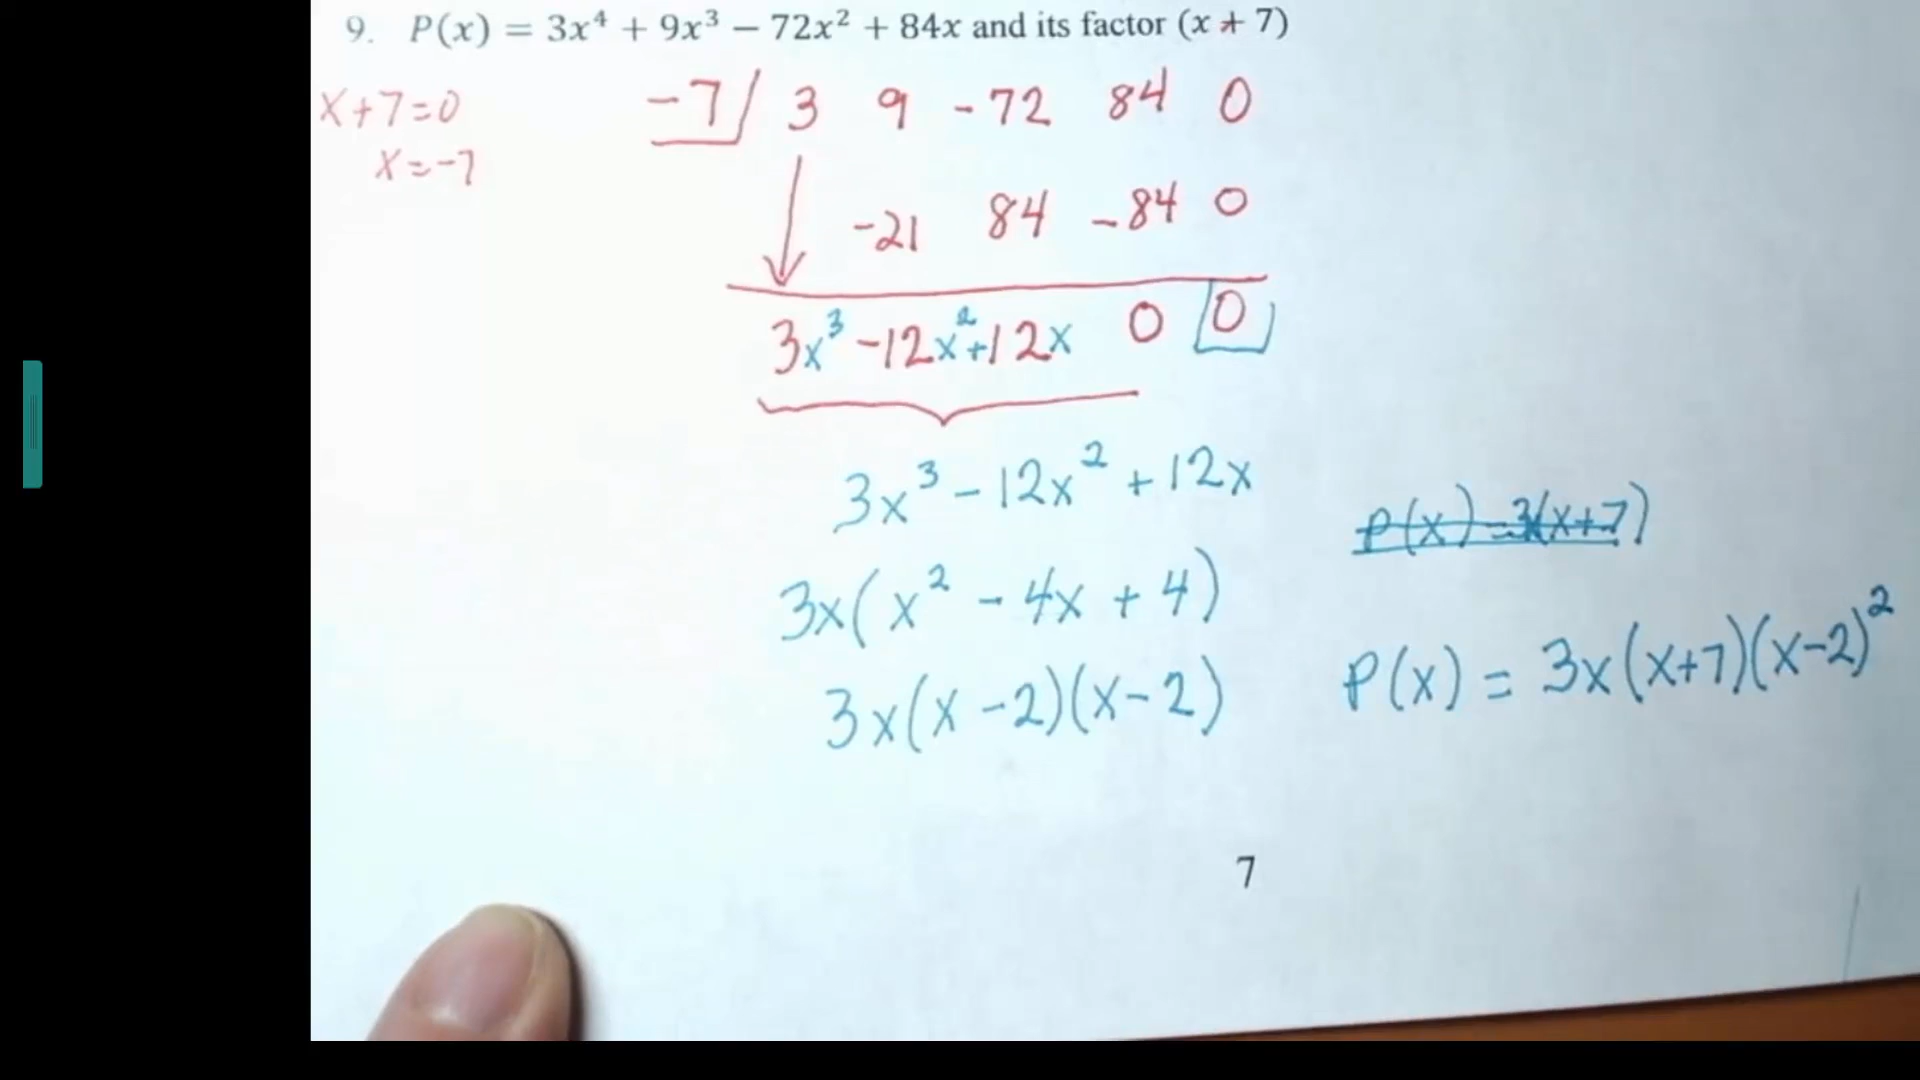 9. P(x) = 3x⁴ + 9x³ − 72x² + 84x and its factor (x + 7)
x+7=0
x=-7
-7 3 9 -72 84 0
-21 84 -84 0
3x³ -12x²+12x 0 0
3x³ - 12x² + 12x
3x(x² - 4x + 4)
3x(x-2)(x-2)
P(x) = 3(x+7)
P(x) = 3x(x+7)(x-2)²
7